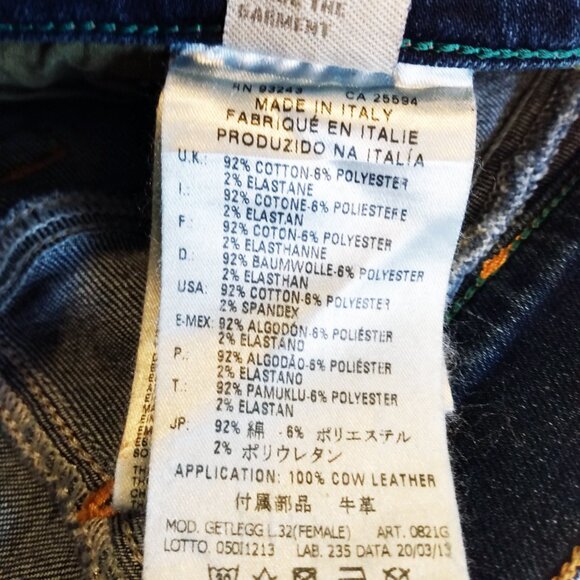 THE
GARMENT
RN 93243 CA 25594
MADE IN ITALY
FABRIQUÉ EN ITALIE
PRODUZIDO NA ITALÍA
U.K.: 92% COTTON-6% POLYESTER
2% ELASTANE
I.: 92% COTONE-6% POLIESTERE
2% ELASTAN
F.: 92% COTON-6% POLYESTER
2% ELASTHANNE
D.: 92% BAUMWOLLE-6% POLYESTER
2% ELASTHAN
USA: 92% COTTON-6% POLYESTER
2% SPANDEX
E-MEX: 92% ALGODÓN-6% POLIÉSTER
2% ELASTANO
P.: 92% ALGODÃO-6% POLIÉSTER
2% ELASTANO
T.: 92% PAMUKLU-6% POLYESTER
2% ELASTAN
JP: 92% 綿 -6% ポリエステル
2% ポリウレタン
APPLICATION: 100% COW LEATHER
付属部品 牛革
MOD. GETLEGG L.32(FEMALE) ART. 0821G
LOTTO. 050I1213 LAB. 235 DATA. 20/03/13